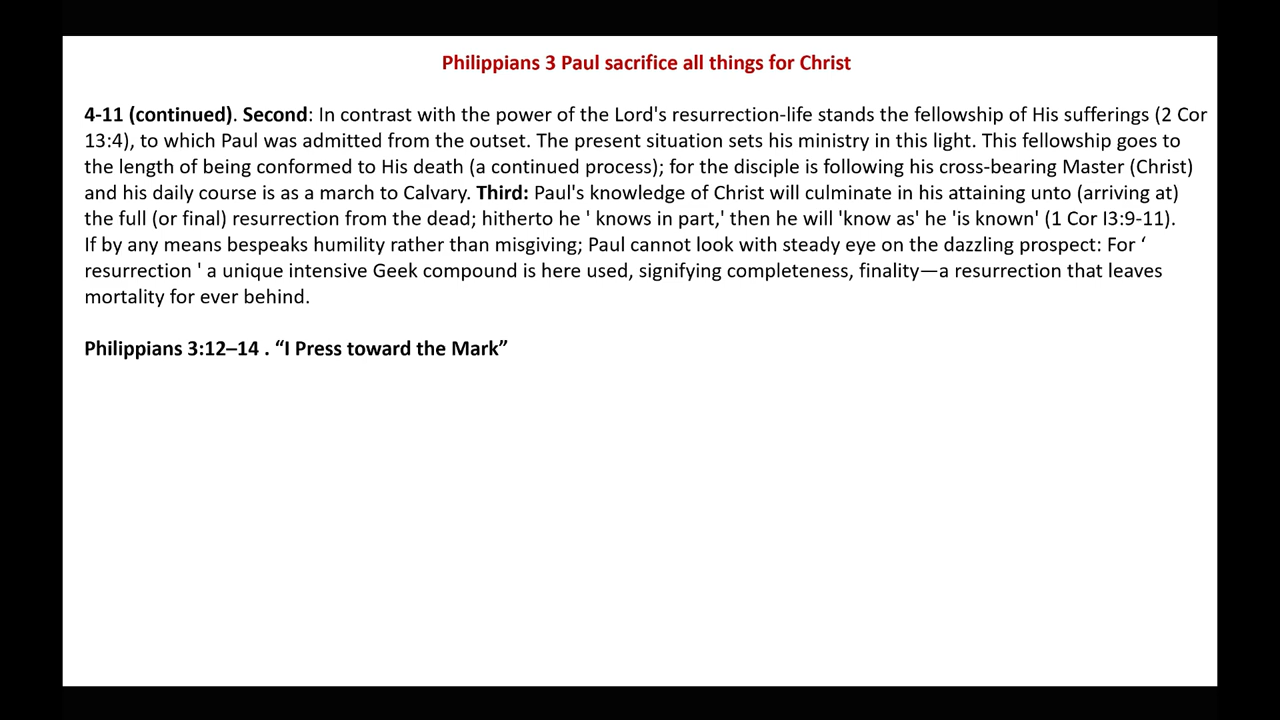 Philippians 3 Paul sacrifice all things for Christ
4-11 (continued). Second: In contrast with the power of the Lord's resurrection-life stands the fellowship of His sufferings (2 Cor
13:4), to which Paul was admitted from the outset. The present situation sets his ministry in this light. This fellowship goes to
the length of being conformed to His death (a continued process); for the disciple is following his cross-bearing Master (Christ)
and his daily course is as a march to Calvary. Third: Paul's knowledge of Christ will culminate in his attaining unto (arriving at)
the full (or final) resurrection from the dead; hitherto he ' knows in part,' then he will 'know as' he 'is known' (1 Cor I3:9-11).
If by any means bespeaks humility rather than misgiving; Paul cannot look with steady eye on the dazzling prospect: For ‘
resurrection ' a unique intensive Geek compound is here used, signifying completeness, finality—a resurrection that leaves
mortality for ever behind.
Philippians 3:12–14 . “I Press toward the Mark”